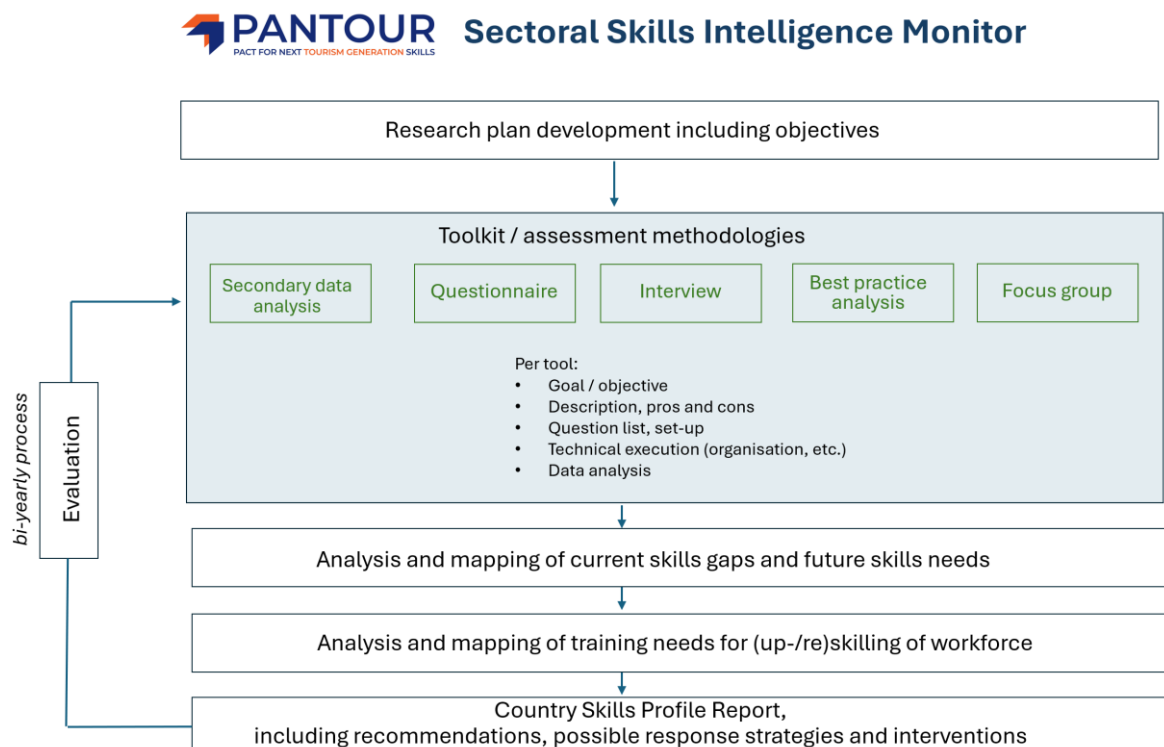 PANTOUR
PACT FOR NEXT TOURISM GENERATION SKILLS
Sectoral Skills Intelligence Monitor
Research plan development including objectives
Toolkit / assessment methodologies
Secondary data
analysis
Questionnaire
Interview
Best practice
analysis
Focus group
Per tool:
• Goal / objective
• Description, pros and cons
• Question list, set-up
• Technical execution (organisation, etc.)
• Data analysis
bi-yearly process
Evaluation
Analysis and mapping of current skills gaps and future skills needs
Analysis and mapping of training needs for (up-/re)skilling of workforce
Country Skills Profile Report,
including recommendations, possible response strategies and interventions